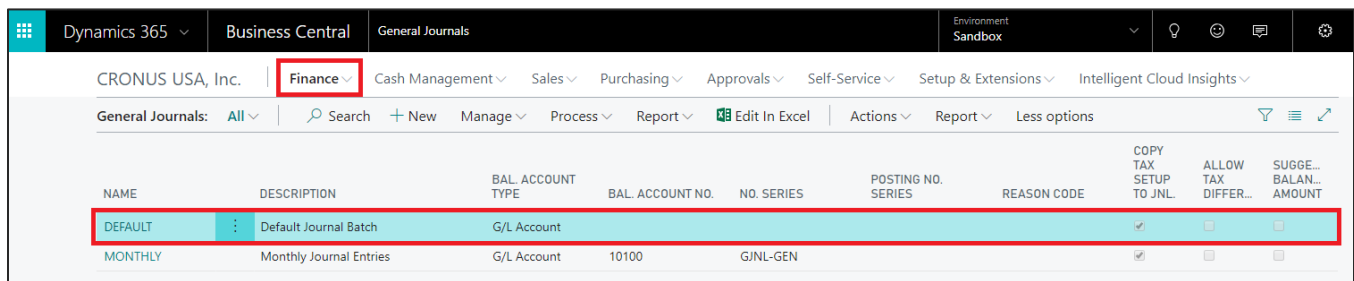 Dynamics 365 Business Central General Journals Environment Sandbox
CRONUS USA, Inc. Finance Cash Management Sales Purchasing Approvals Self-Service Setup & Extensions Intelligent Cloud Insights
General Journals: All Search + New Manage Process Report Edit In Excel Actions Report Less options
NAME DESCRIPTION BAL. ACCOUNT TYPE BAL. ACCOUNT NO. NO. SERIES POSTING NO. SERIES REASON CODE COPY TAX SETUP TO JNL. ALLOW TAX DIFFER... SUGGE... BALAN... AMOUNT
DEFAULT Default Journal Batch G/L Account
MONTHLY Monthly Journal Entries G/L Account 10100 GJNL-GEN